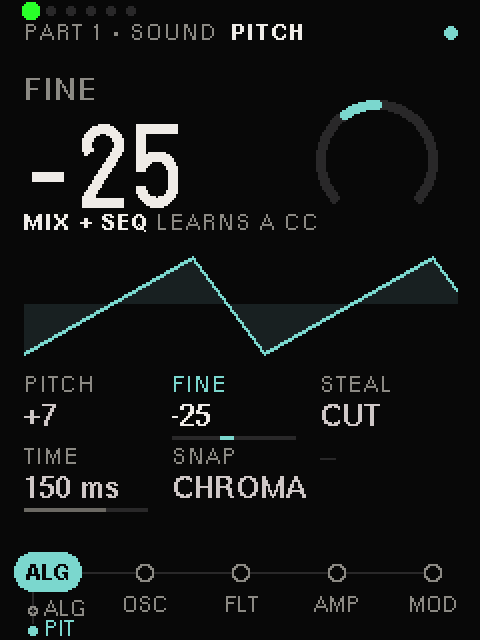 PART 1 · SOUND PITCH
FINE
-25
MIX + SEQ LEARNS A CC
PITCH FINE STEAL
+7 -25 CUT
TIME SNAP —
150 ms CHROMA
ALG
OSC FLT AMP MOD
ALG
PIT